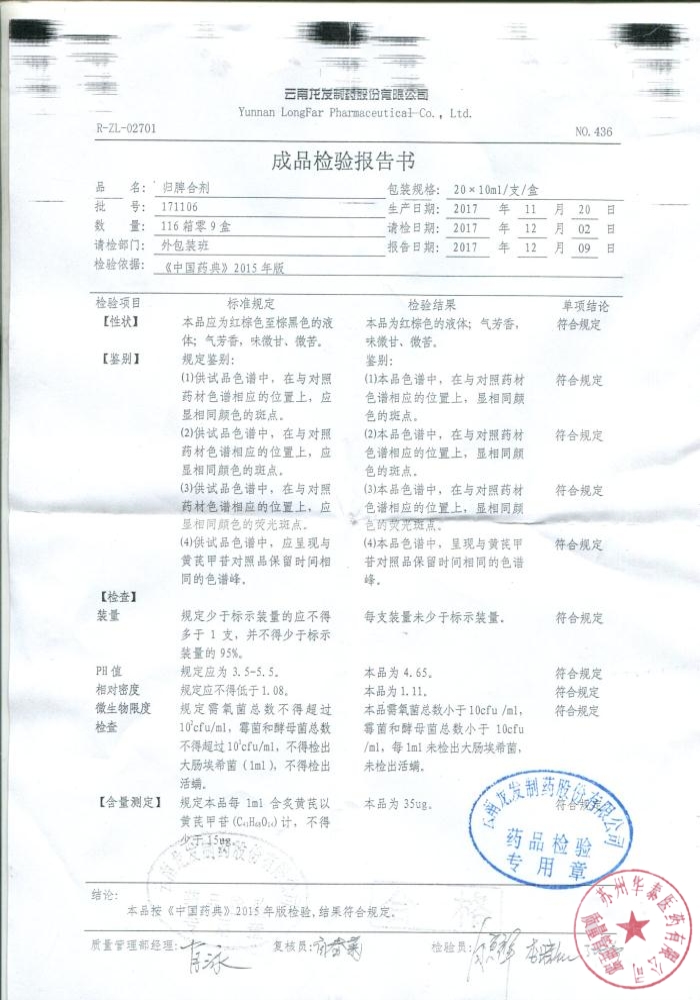 云南龙发制药股份有限公司
Yunnan LongFar Pharmaceutical Co., Ltd.
R-ZL-02701 NO. 436
成品检验报告书
品 名: 归脾合剂 包装规格: 20×10ml/支/盒
批 号: 171106 生产日期: 2017 年 11 月 20 日
数 量: 116箱零9盒 请检日期: 2017 年 12 月 02 日
请检部门: 外包装班 报告日期: 2017 年 12 月 09 日
检验依据: 《中国药典》2015年版
检验项目 标准规定 检验结果 单项结论
【性状】 本品应为红棕色至棕黑色的液 本品为红棕色的液体；气芳香， 符合规定
体；气芳香，味微甘、微苦。 味微甘、微苦。
【鉴别】 规定鉴别: 鉴别:
(1)供试品色谱中，在与对照 (1)本品色谱中，在与对照药材 符合规定
药材色谱相应的位置上，应 色谱相应的位置上，显相同颜
显相同颜色的斑点。 色的斑点。
(2)供试品色谱中，在与对照 (2)本品色谱中，在与对照药材 符合规定
药材色谱相应的位置上，应 色谱相应的位置上，显相同颜
显相同颜色的斑点。 色的斑点。
(3)供试品色谱中，在与对照 (3)本品色谱中，在与对照药材 符合规定
药材色谱相应的位置上，应 色谱相应的位置上，显相同颜
显相同颜色的荧光斑点。 色的荧光斑点。
(4)供试品色谱中，应呈现与 (4)本品色谱中，呈现与黄芪甲 符合规定
黄芪甲苷对照品保留时间相 苷对照品保留时间相同的色谱
同的色谱峰。 峰。
【检查】
装量 规定少于标示装量的应不得 每支装量未少于标示装量。 符合规定
多于 1 支，并不得少于标示
装量的 95%。
PH 值 规定应为 3.5-5.5。 本品为 4.65。 符合规定
相对密度 规定应不得低于 1.08。 本品为 1.11。 符合规定
微生物限度 规定需氧菌总数不得超过 本品需氧菌总数小于 10cfu /ml， 符合规定
检查 10²cfu/ml，霉菌和酵母菌总数 霉菌和酵母菌总数小于 10cfu
不得超过 10¹cfu/ml，不得检出 /ml，每 1ml 未检出大肠埃希菌，
大肠埃希菌（1ml），不得检出 未检出活螨。
活螨。
【含量测定】 规定本品每 1ml 含炙黄芪以 本品为 35ug。 符合规定
黄芪甲苷(C₄₁H₆₈O₁₄)计，不得
少于 15ug。
云南龙发制药股份有限公司
药品检验
专用章
结论:
本品按《中国药典》2015年版检验，结果符合规定。
质量管理部经理: 复核员: 检验员:
苏州华泰医药有限公司